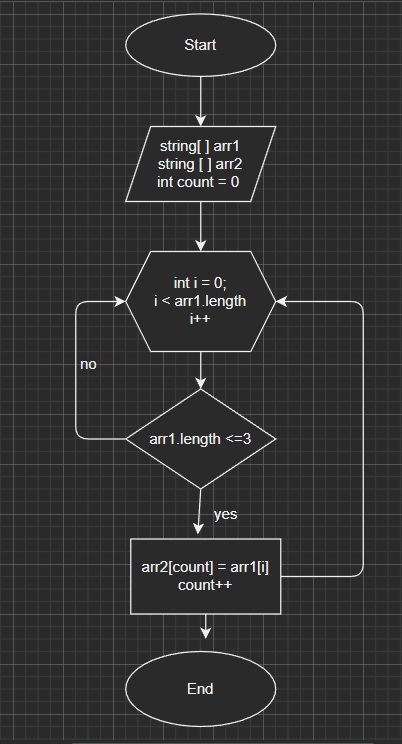 Start
string[ ] arr1
string [ ] arr2
int count = 0
int i = 0;
i < arr1.length
i++
no
arr1.length <=3
yes
arr2[count] = arr1[i]
count++
End